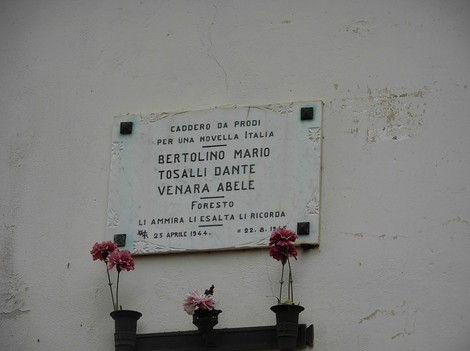 CADDERO DA PRODI
PER UNA NOVELLA ITALIA
BERTOLINO MARIO
TOSALLI DANTE
VENARA ABELE
FORESTO
LI AMMIRA LI ESALTA LI RICORDA
25 APRILE 1944. = 22.8.